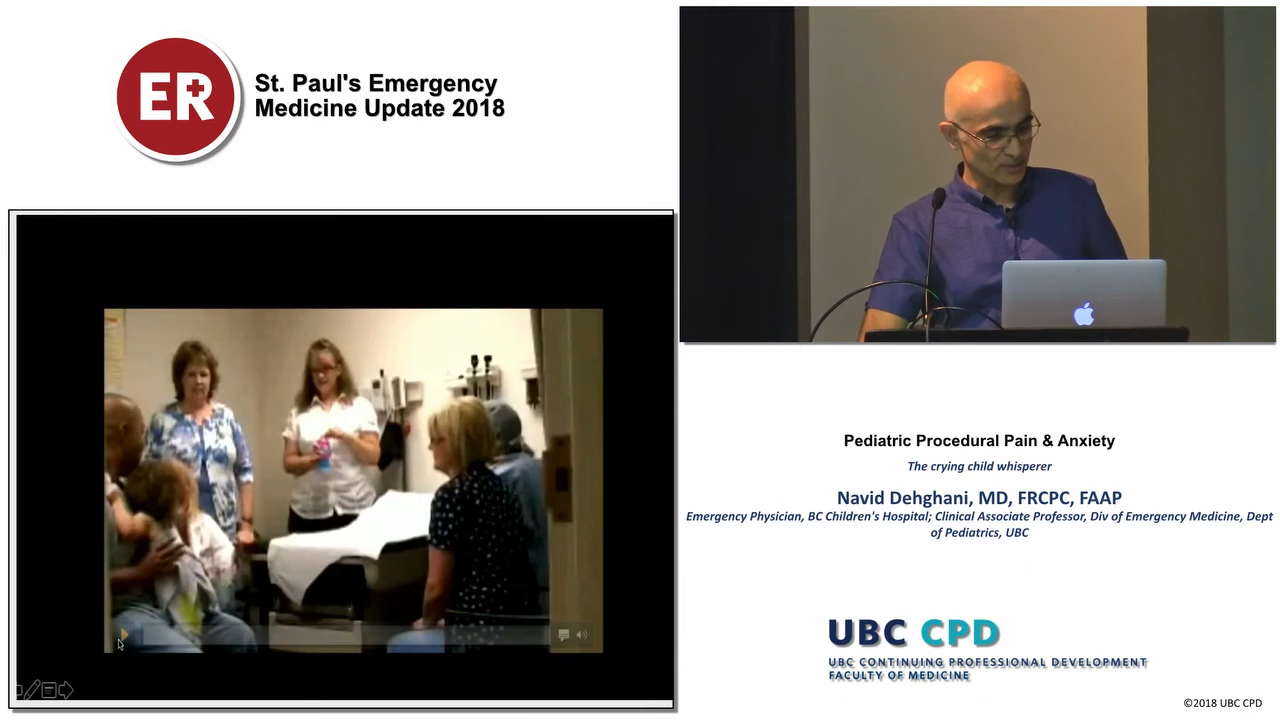 ER
St. Paul's Emergency
Medicine Update 2018
Pediatric Procedural Pain & Anxiety
The crying child whisperer
Navid Dehghani, MD, FRCPC, FAAP
Emergency Physician, BC Children's Hospital; Clinical Associate Professor, Div of Emergency Medicine, Dept
of Pediatrics, UBC
UBC CPD
UBC CONTINUING PROFESSIONAL DEVELOPMENT
FACULTY OF MEDICINE
©2018 UBC CPD